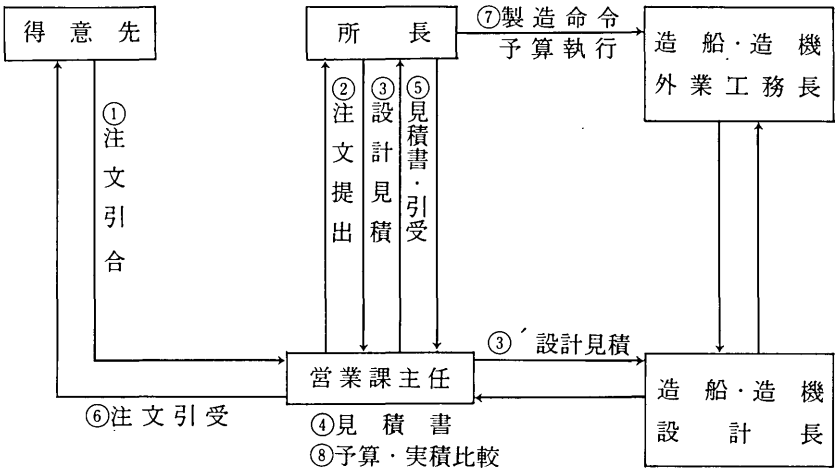 得意先
所長
⑦製造命令
予算執行
造船・造機
外業工務長
①注文引合
②注文提出
③設計見積
⑤見積書・引受
③′設計見積
営業課主任
造船・造機
設計長
⑥注文引受
④見積書
⑧予算・実積比較